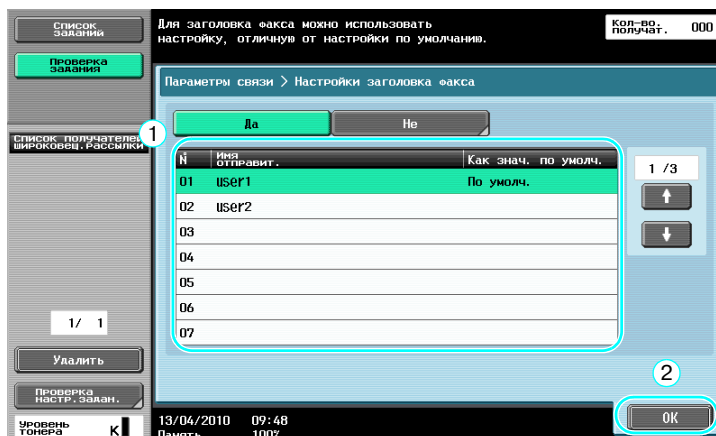 Список
заданий
Проверка
задания
Список получателей
широковещ.рассылки
1/ 1
Удалить
Проверка
настр.задан.
Уровень
тонера
К
Для заголовка факса можно использовать
настройку, отличную от настройки по умолчанию.
Кол-во.
получат.
000
Параметры связи > Настройки заголовка факса
1
Да
Не
N
Имя
отправит.
Как знач. по умолч.
01 user1 По умолч.
02 user2
03
04
05
06
07
1 /3
2
OK
13/04/2010 09:48
Память 100%